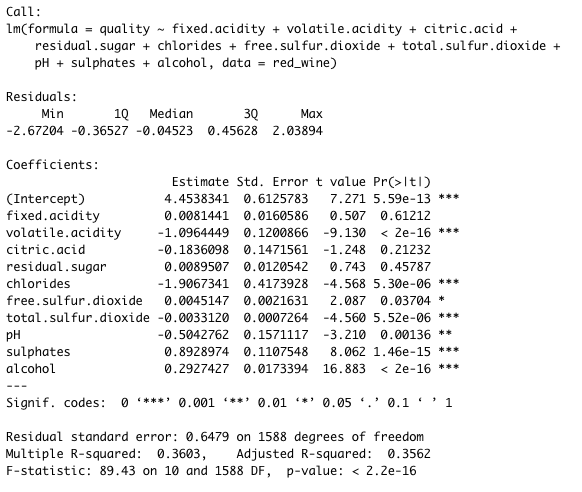 Call:
lm(formula = quality ~ fixed.acidity + volatile.acidity + citric.acid +
    residual.sugar + chlorides + free.sulfur.dioxide + total.sulfur.dioxide +
    pH + sulphates + alcohol, data = red_wine)

Residuals:
     Min       1Q   Median       3Q      Max
-2.67204 -0.36527 -0.04523  0.45628  2.03894

Coefficients:
                       Estimate Std. Error t value Pr(>|t|)
(Intercept)           4.4538341  0.6125783   7.271 5.59e-13 ***
fixed.acidity         0.0081441  0.0160586   0.507  0.61212
volatile.acidity     -1.0964449  0.1200866  -9.130  < 2e-16 ***
citric.acid          -0.1836098  0.1471561  -1.248  0.21232
residual.sugar        0.0089507  0.0120542   0.743  0.45787
chlorides            -1.9067341  0.4173928  -4.568 5.30e-06 ***
free.sulfur.dioxide   0.0045147  0.0021631   2.087  0.03704 *
total.sulfur.dioxide -0.0033120  0.0007264  -4.560 5.52e-06 ***
pH                   -0.5042762  0.1571117  -3.210  0.00136 **
sulphates             0.8928974  0.1107548   8.062 1.46e-15 ***
alcohol               0.2927427  0.0173394  16.883  < 2e-16 ***
---
Signif. codes:  0 ‘***’ 0.001 ‘**’ 0.01 ‘*’ 0.05 ‘.’ 0.1 ‘ ’ 1

Residual standard error: 0.6479 on 1588 degrees of freedom
Multiple R-squared: 0.3603,	Adjusted R-squared: 0.3562
F-statistic: 89.43 on 10 and 1588 DF,  p-value: < 2.2e-16